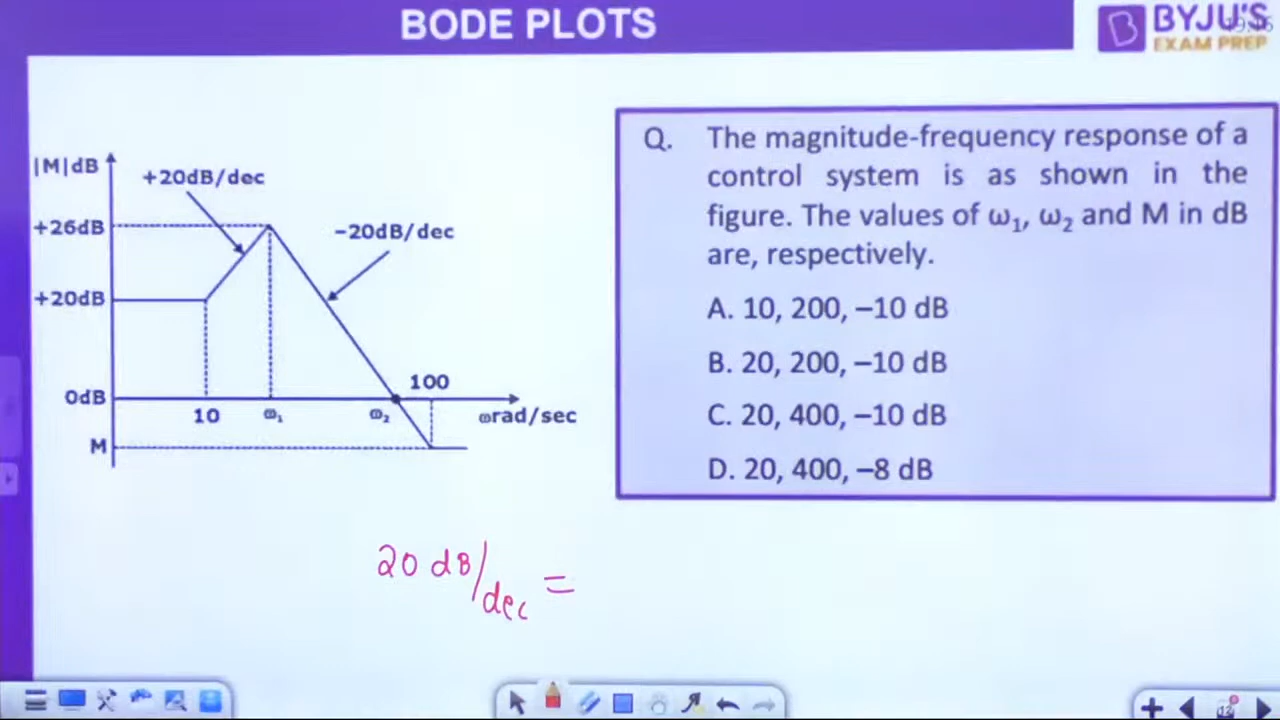 BODE PLOTS
BYJU'S
EXAM PREP
|M|dB
+20dB/dec
+26dB
-20dB/dec
+20dB
0dB
100
10
ω₁
ω₂
ωrad/sec
M
Q. The magnitude-frequency response of a
control system is as shown in the
figure. The values of ω₁, ω₂ and M in dB
are, respectively.
A. 10, 200, –10 dB
B. 20, 200, –10 dB
C. 20, 400, –10 dB
D. 20, 400, –8 dB
20 dB/dec =